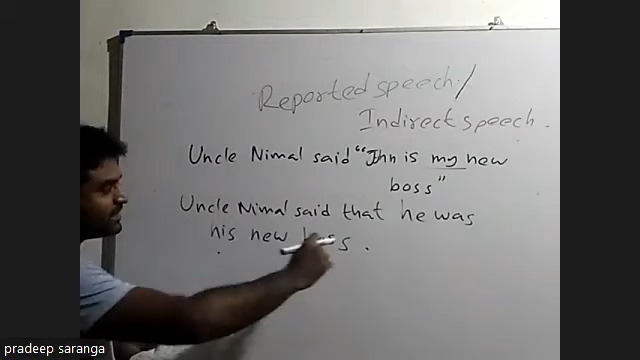 Reported speech /
Indirect speech.
Uncle Nimal said "Jhn is my new
boss"
Uncle Nimal said that he was
his new boss.
pradeep saranga